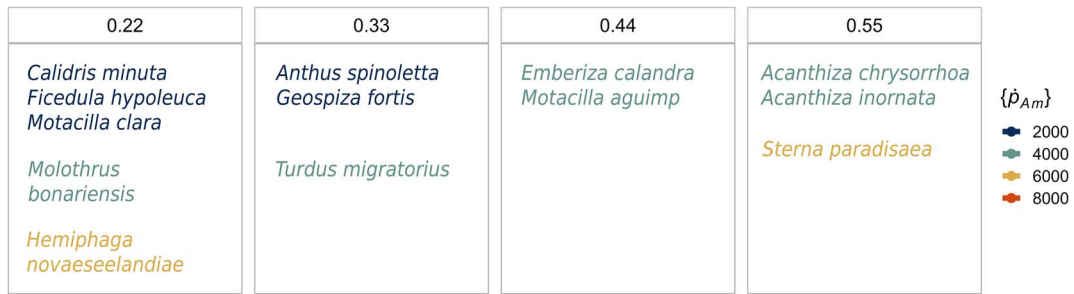 0.22
0.33
0.44
0.55
Calidris minuta
Ficedula hypoleuca
Motacilla clara
Molothrus
bonariensis
Hemiphaga
novaeseelandiae
Anthus spinoletta
Geospiza fortis
Turdus migratorius
Emberiza calandra
Motacilla aguimp
Acanthiza chrysorrhoa
Acanthiza inornata
Sterna paradisaea
{ṗAm}
2000
4000
6000
8000